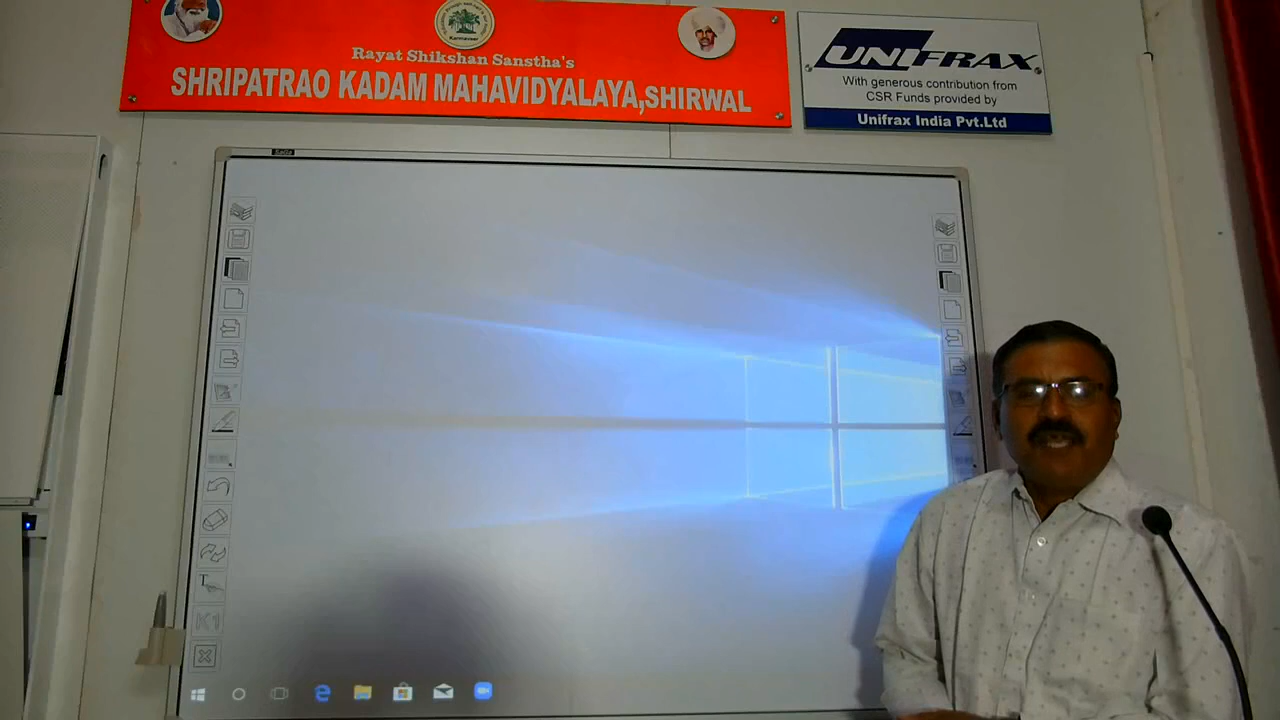 Rayat Shikshan Sanstha's
SHRIPATRAO KADAM MAHAVIDYALAYA,SHIRWAL
UNIFRAX
With generous contribution from
CSR Funds provided by
Unifrax India Pvt.Ltd
T